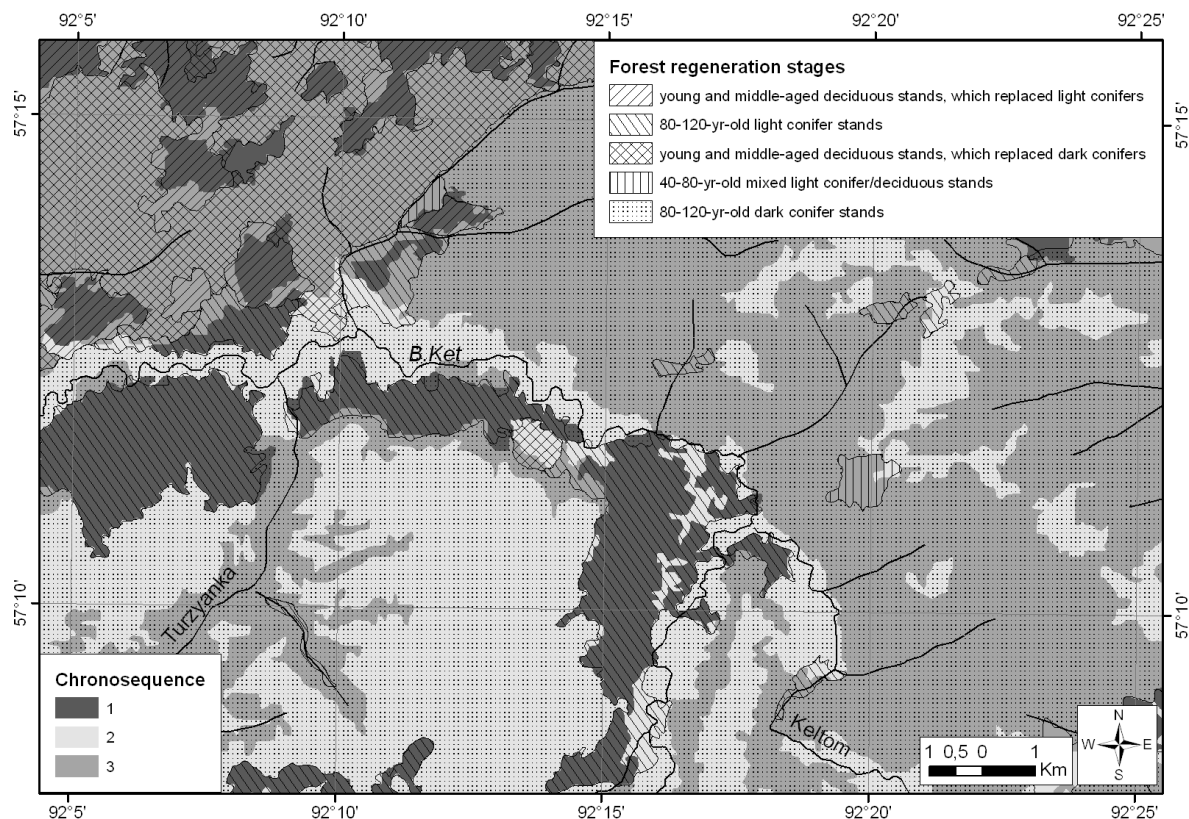 92°5'
92°10'
92°15'
92°20'
92°25'
57°15'
57°15'
Forest regeneration stages
young and middle-aged deciduous stands, which replaced light conifers
80-120-yr-old light conifer stands
young and middle-aged deciduous stands, which replaced dark conifers
40-80-yr-old mixed light conifer/deciduous stands
80-120-yr-old dark conifer stands
B.Ket
57°10'
Turzyanka
57°10'
Chronosequence
1
2
3
Keltom
N
W E
S
1 0,5 0 1
Km
92°5'
92°10'
92°15'
92°20'
92°25'